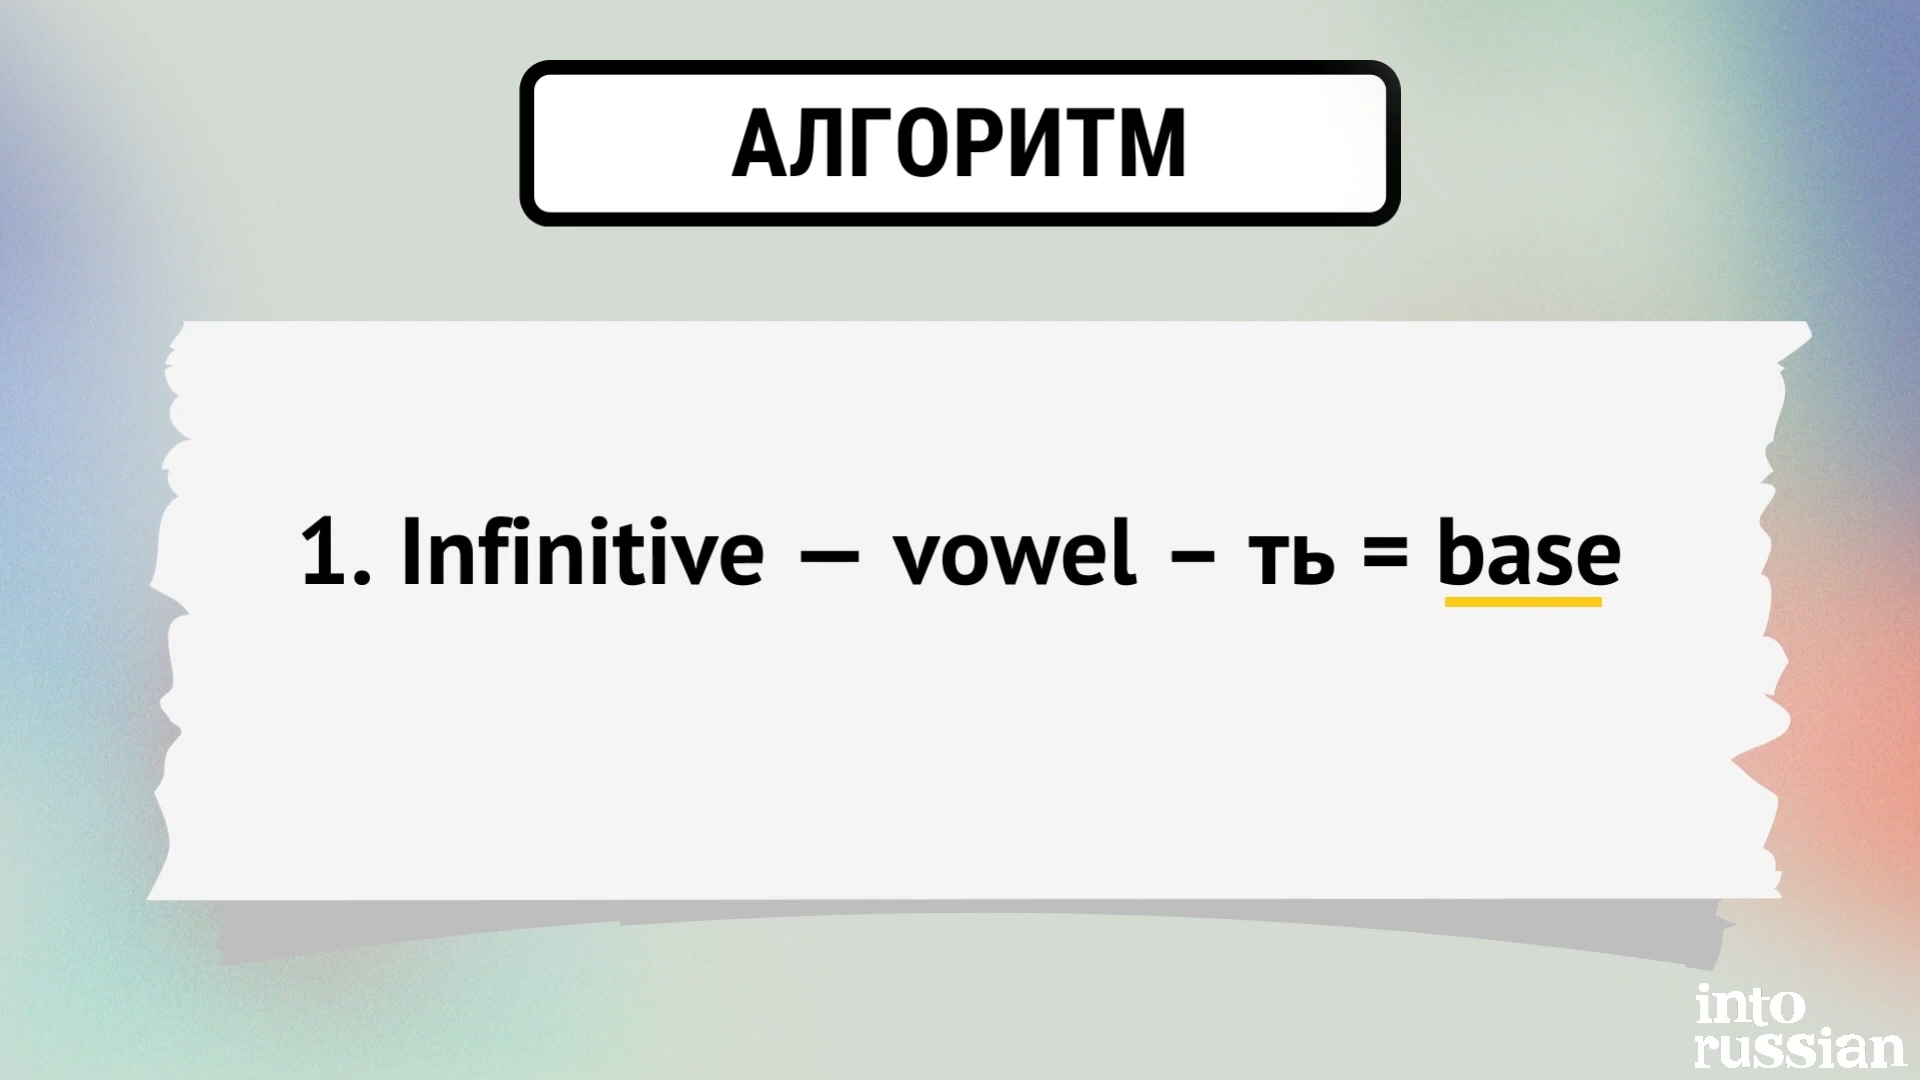 АЛГОРИТМ
1. Infinitive — vowel – ть = base
into
russian